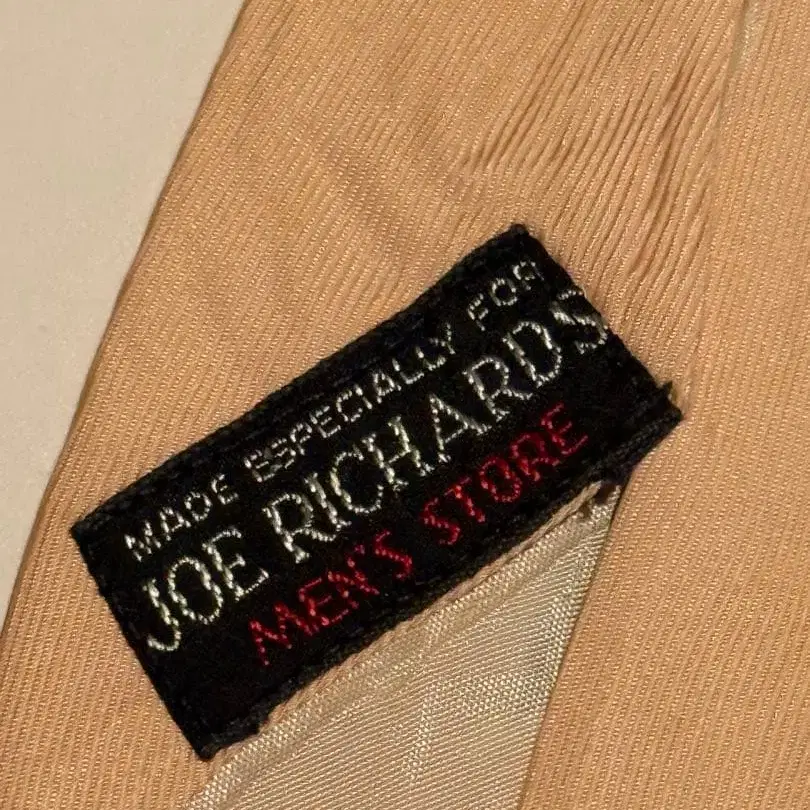 MADE ESPECIALLY FOR
JOE RICHARDS
MEN'S STORE